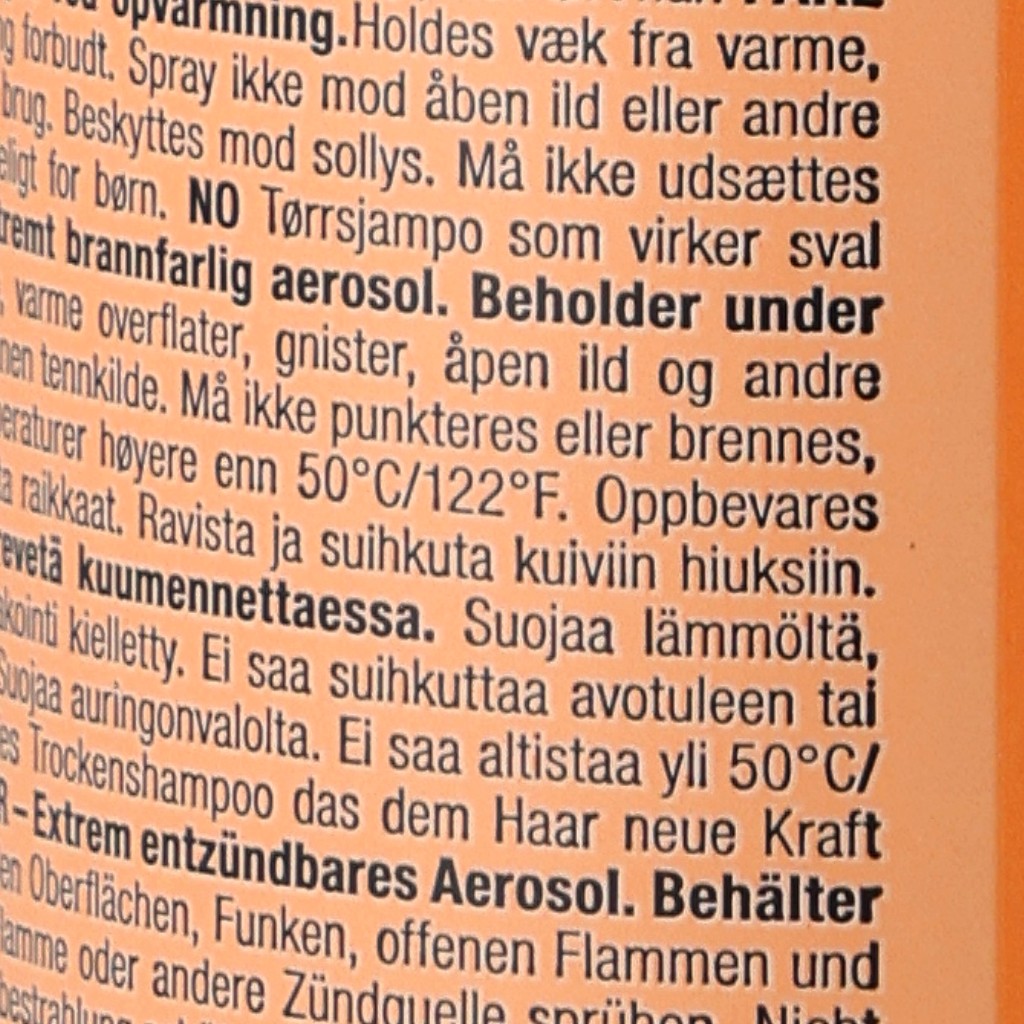 opvarmning.Holdes væk fra varme,
forbudt. Spray ikke mod åben ild eller andre
brug. Beskyttes mod sollys. Må ikke udsættes
for børn. NO Tørrsjampo som virker sval
brannfarlig aerosol. Beholder under
varme overflater, gnister, åpen ild og andre
tennkilde. Må ikke punkteres eller brennes,
høyere enn 50°C/122°F. Oppbevares
raikkaat. Ravista ja suihkuta kuiviin hiuksiin.
kuumennettaessa. Suojaa lämmöltä,
kielletty. Ei saa suihkuttaa avotuleen tai
Suojaa auringonvalolta. Ei saa altistaa yli 50°C/
Trockenshampoo das dem Haar neue Kraft
– Extrem entzündbares Aerosol. Behälter
Oberflächen, Funken, offenen Flammen und
oder andere Zündquelle sprühen. Nicht